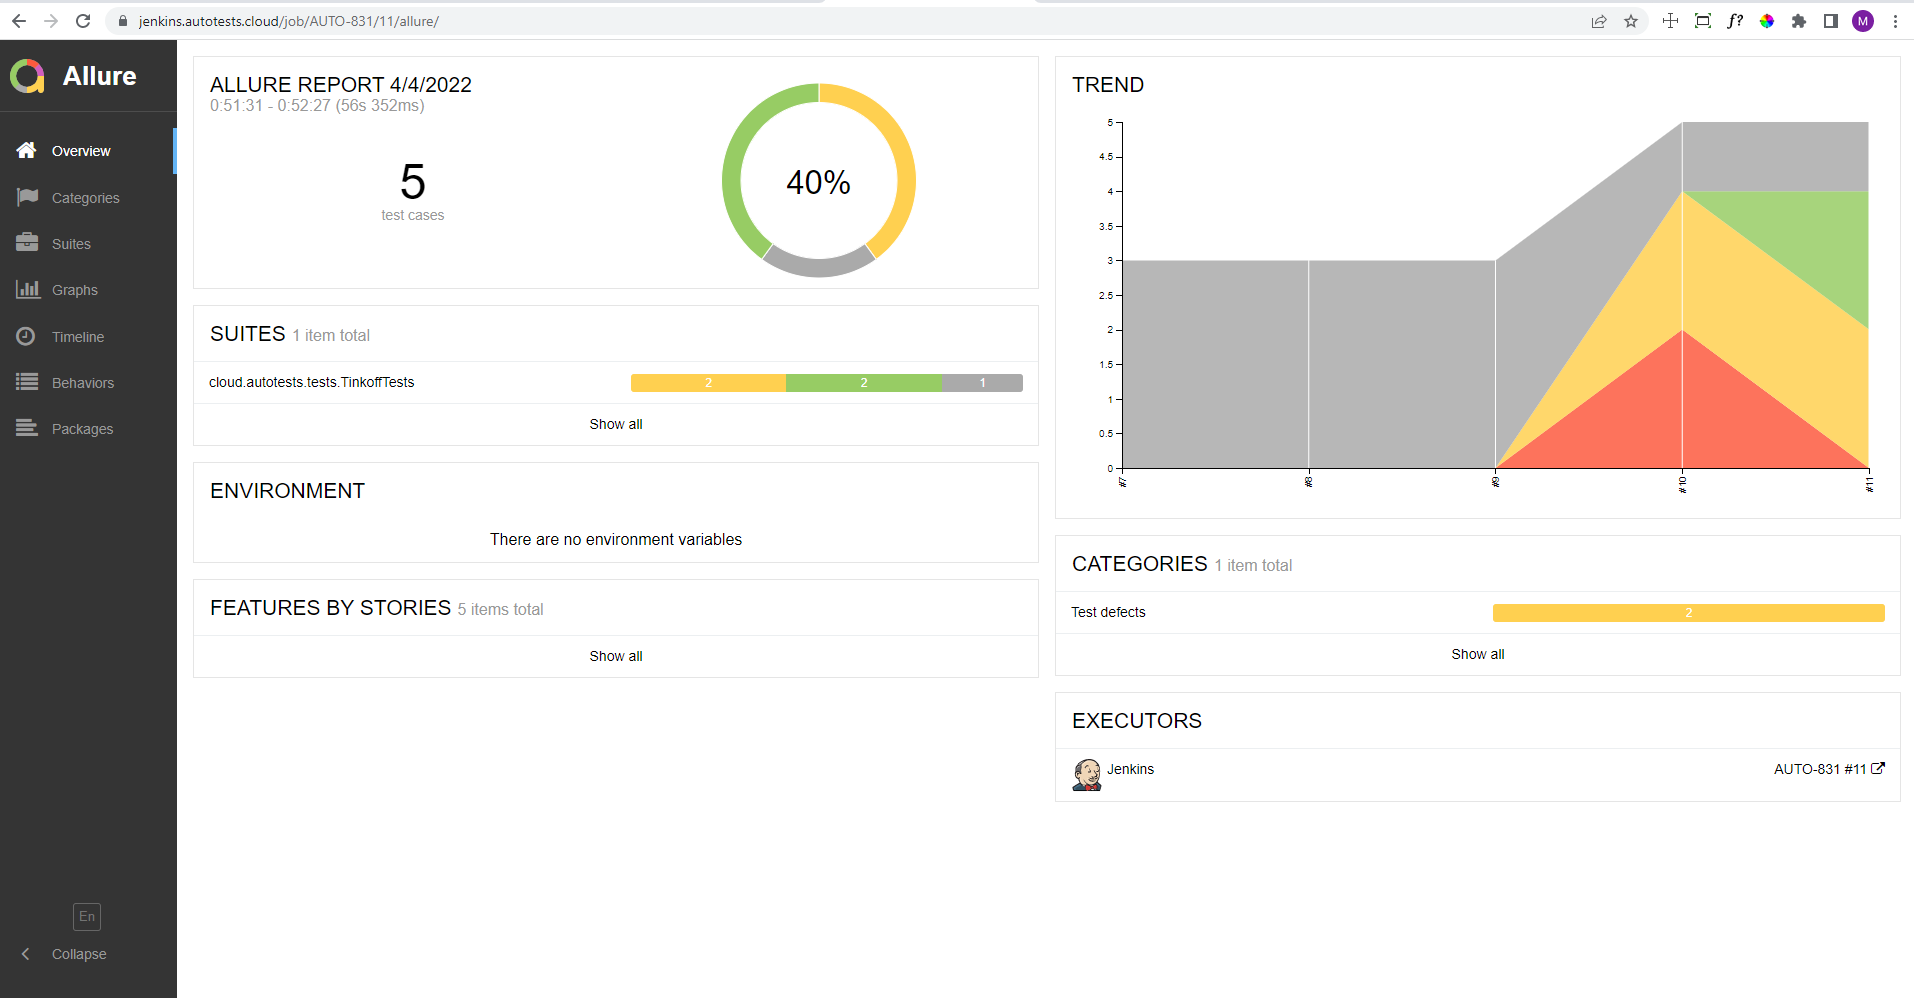 jenkins.autotests.cloud/job/AUTO-831/11/allure/
f?
M
Allure
Overview
Categories
Suites
Graphs
Timeline
Behaviors
Packages
En
Collapse
ALLURE REPORT 4/4/2022
0:51:31 - 0:52:27 (56s 352ms)
5
test cases
40%
SUITES 1 item total
cloud.autotests.tests.TinkoffTests 2 2 1
Show all
ENVIRONMENT
There are no environment variables
FEATURES BY STORIES 5 items total
Show all
TREND
5
4.5
4
3.5
3
2.5
2
1.5
1
0.5
0
#7 #8 #9 #10 #11
CATEGORIES 1 item total
Test defects 2
Show all
EXECUTORS
Jenkins AUTO-831 #11